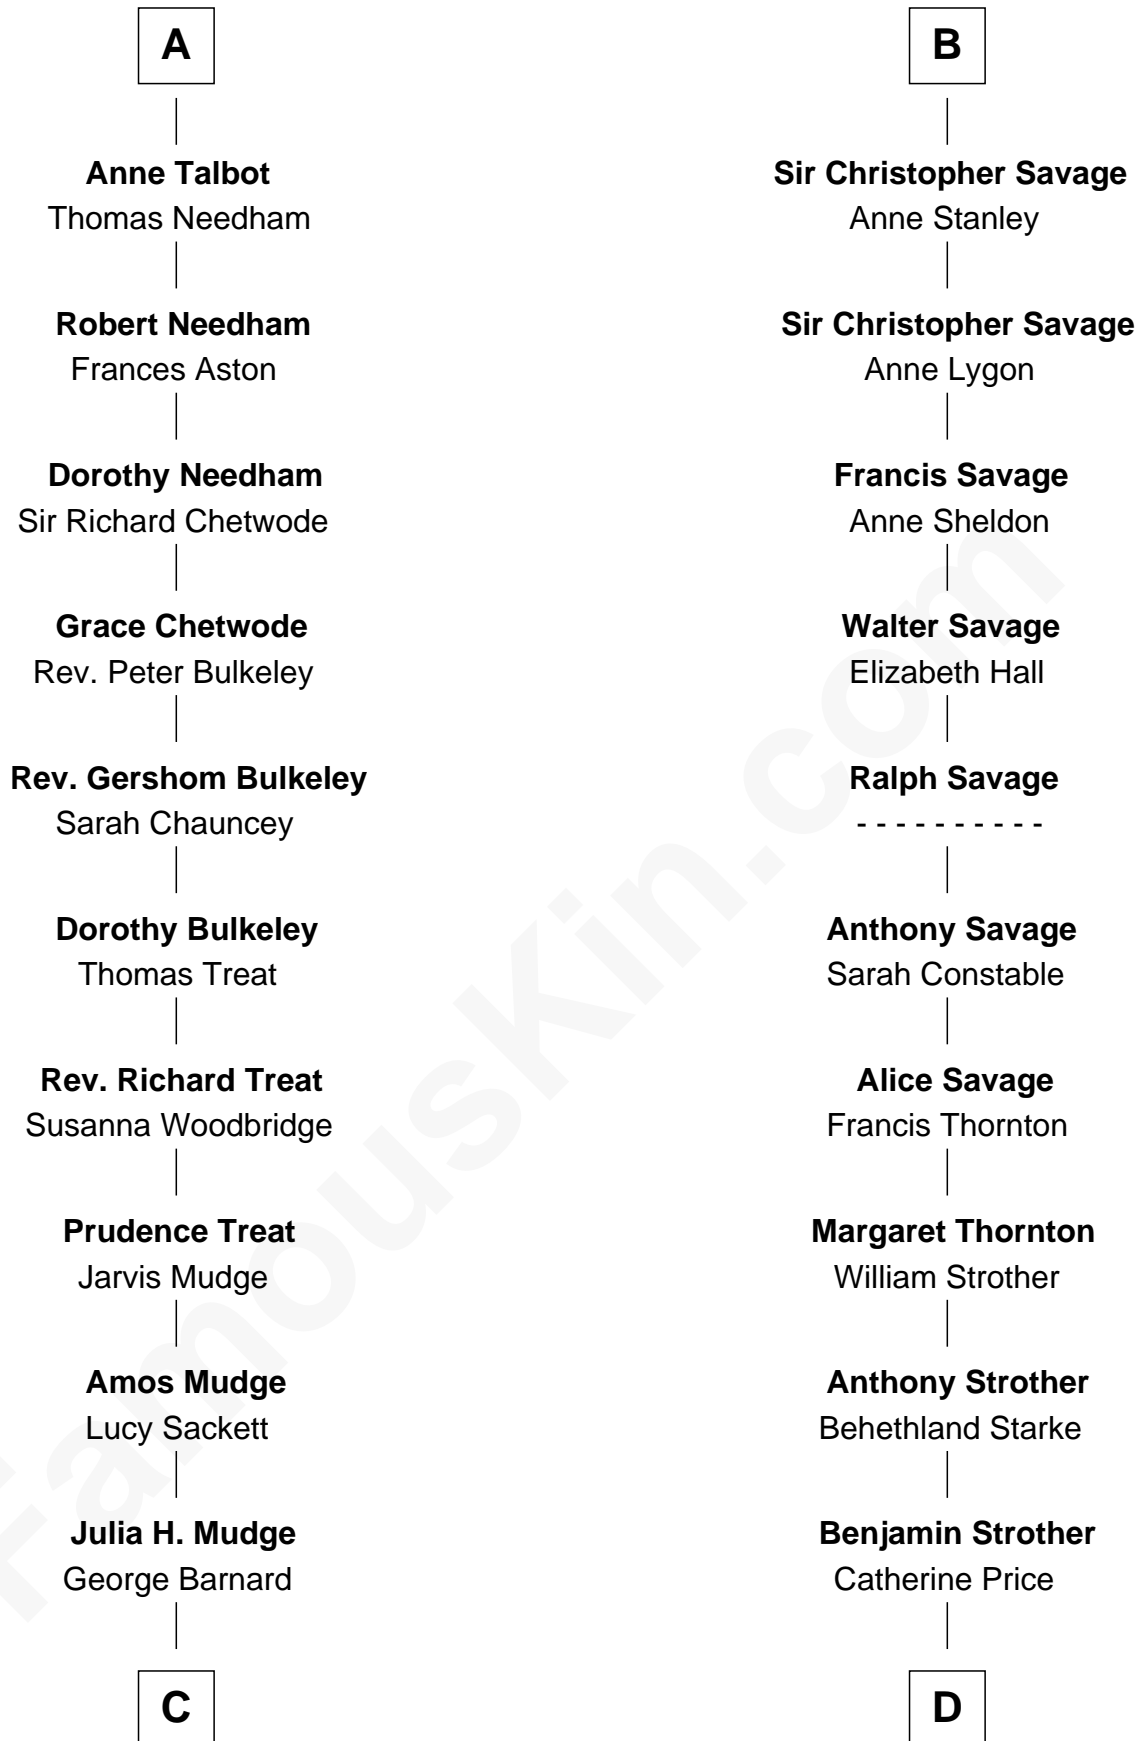 A
Anne Talbot
Thomas Needham
Robert Needham
Frances Aston
Dorothy Needham
Sir Richard Chetwode
Grace Chetwode
Rev. Peter Bulkeley
Rev. Gershom Bulkeley
Sarah Chauncey
Dorothy Bulkeley
Thomas Treat
Rev. Richard Treat
Susanna Woodbridge
Prudence Treat
Jarvis Mudge
Amos Mudge
Lucy Sackett
Julia H. Mudge
George Barnard
C
B
Sir Christopher Savage
Anne Stanley
Sir Christopher Savage
Anne Lygon
Francis Savage
Anne Sheldon
Walter Savage
Elizabeth Hall
Ralph Savage
- - - - - - - - - -
Anthony Savage
Sarah Constable
Alice Savage
Francis Thornton
Margaret Thornton
William Strother
Anthony Strother
Behethland Starke
Benjamin Strother
Catherine Price
D
FamousKin.com